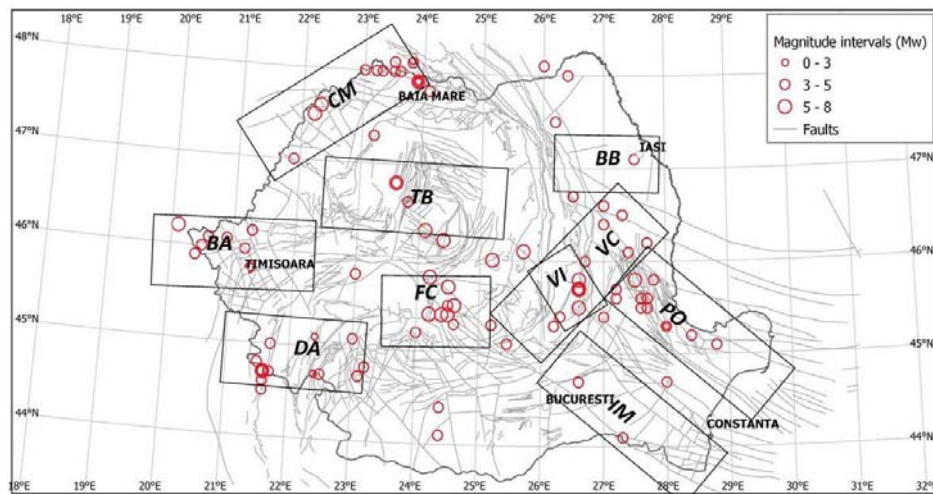 19°E 20°E 21°E 22°E 23°E 24°E 25°E 26°E 27°E 28°E 29°E 30°E 31°E
Magnitude intervals (Mw)
0 - 3
3 - 5
5 - 8
Faults
48°N
CM
BAIA MARE
47°N
47°N
BB
IASI
TB
46°N
46°N
BA
TIMISOARA
VC
VI
FC
PO
45°N
45°N
DA
BUCURESTI
IM
CONSTANTA
44°N
44°N
18°E 19°E 20°E 21°E 22°E 23°E 24°E 25°E 26°E 27°E 28°E 29°E 30°E 31°E 32°E